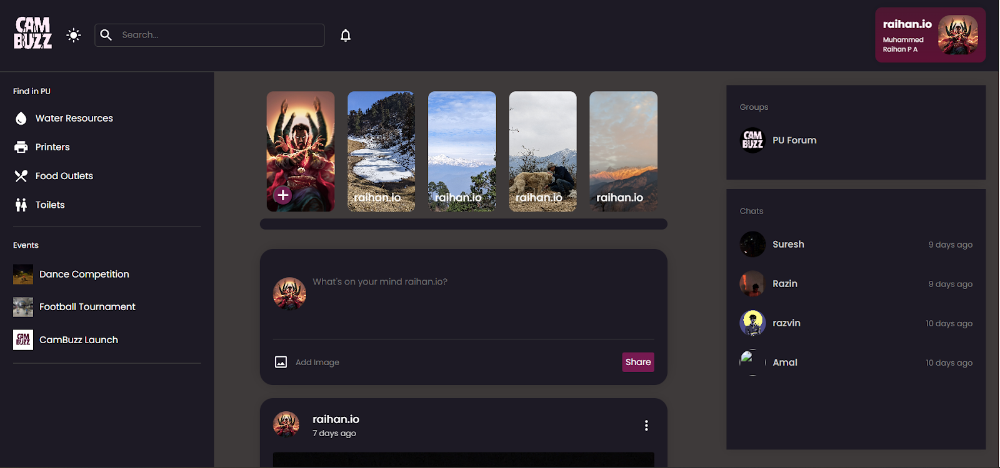 CAM
BUZZ
Search...
raihan.io
Muhammed
Raihan P A
Find in PU
Water Resources
Printers
Food Outlets
Toilets
Events
Dance Competition
Football Tournament
CAM
BUZZ
CamBuzz Launch
raihan.io
raihan.io
raihan.io
raihan.io
What's on your mind raihan.io?
Add Image
Share
raihan.io
7 days ago
Groups
CAM
BUZZ
PU Forum
Chats
Suresh
9 days ago
Razin
9 days ago
razvin
10 days ago
Amal
10 days ago